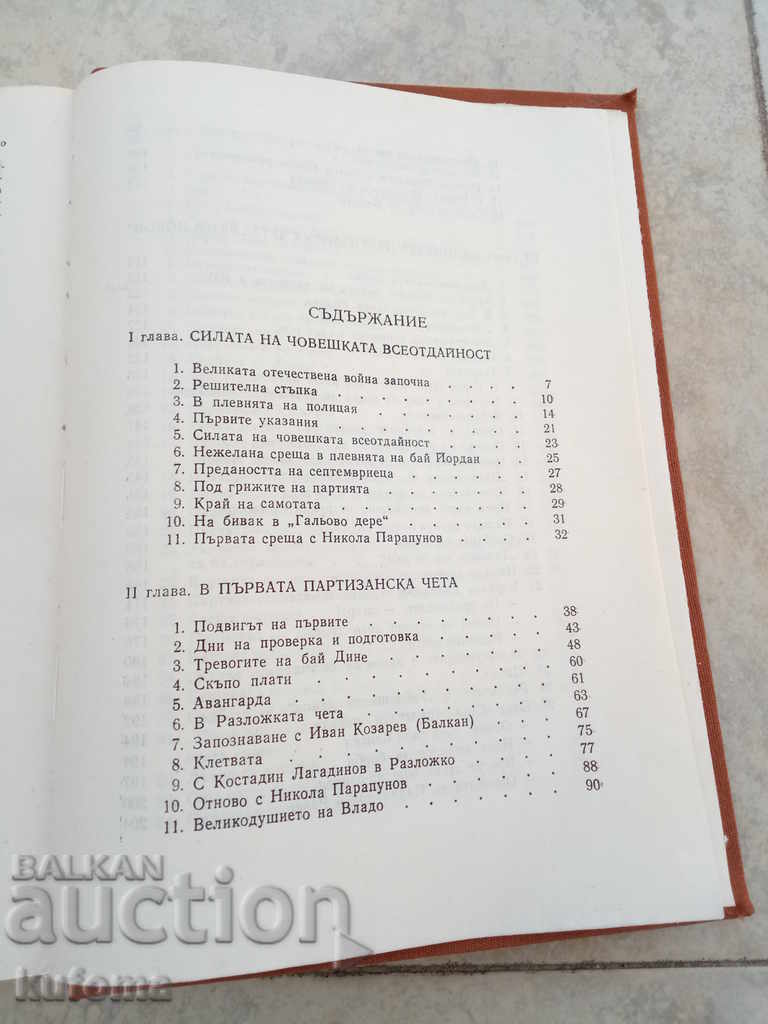 СЪДЪРЖАНИЕ
I глава. СИЛАТА НА ЧОВЕШКАТА ВСЕОТДАЙНОСТ
1. Великата отечествена война започна . . . . 7
2. Решителна стъпка . . . . . . . 10
3. В плевнята на полицая . . . . . . 14
4. Първите указания . . . . . . . 21
5. Силата на човешката всеотдайност . . . . 23
6. Нежелана среща в плевнята на бай Йордан . . . 25
7. Предаността на септемвриеца . . . . . 27
8. Под грижите на партията . . . . . . 28
9. Край на самотата . . . . . . . 29
10. На бивак в „Гальово дере“ . . . . . 31
11. Първата среща с Никола Парапунов . . . . 32
II глава. В ПЪРВАТА ПАРТИЗАНСКА ЧЕТА
1. Подвигът на първите . . . . . . . 38
2. Дни на проверка и подготовка . . . . . 43
3. Тревогите на бай Дине . . . . . . 48
4. Скъпо плати . . . . . . . . 60
5. Авангарда . . . . . . . . 61
6. В Разложката чета . . . . . . . 63
7. Запознаване с Иван Козарев (Балкан) . . . 67
8. Клетвата . . . . . . . . 75
9. С Костадин Лагадинов в Разложко . . . . 77
10. Отново с Никола Парапунов . . . . . 88
11. Великодушието на Владо . . . . . . 90
BALKAN
auction
kufoma